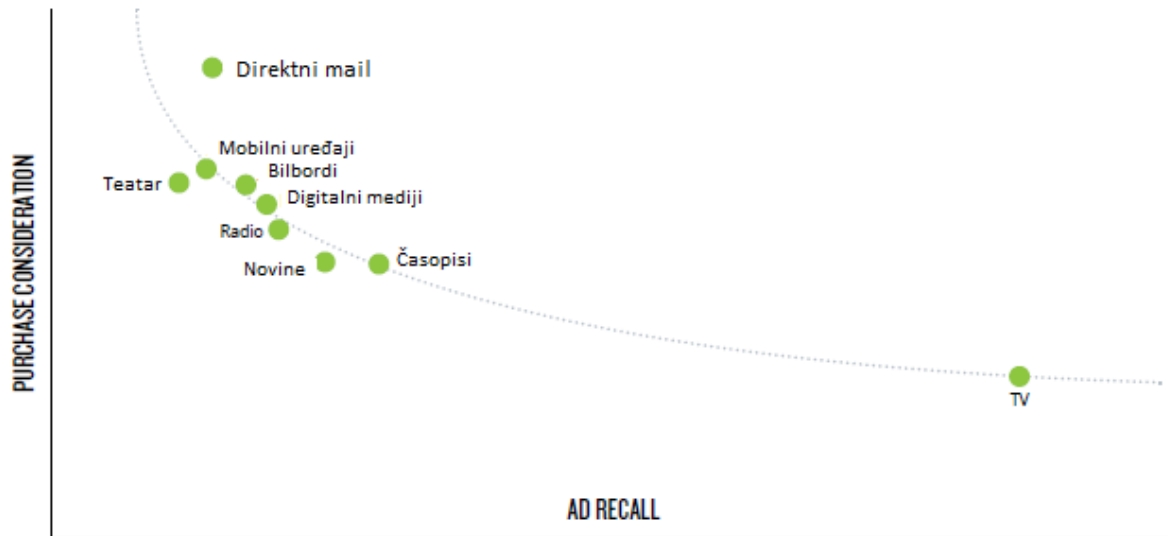 Direktni mail
Mobilni uređaji
Bilbordi
Teatar
Digitalni mediji
Radio
Časopisi
Novine
TV
PURCHASE CONSIDERATION
AD RECALL